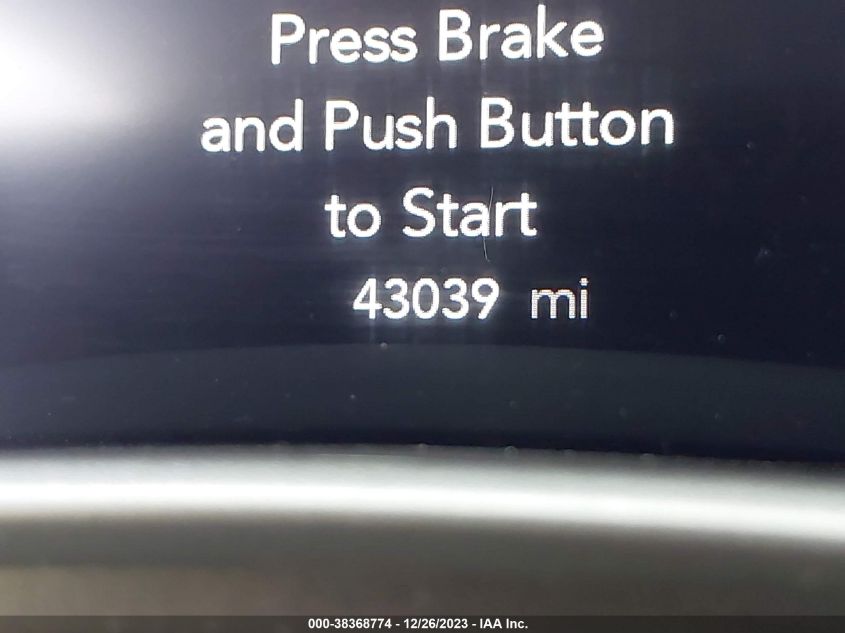 Press Brake
and Push Button
to Start
43039 mi
000-38368774 - 12/26/2023 - IAA Inc.